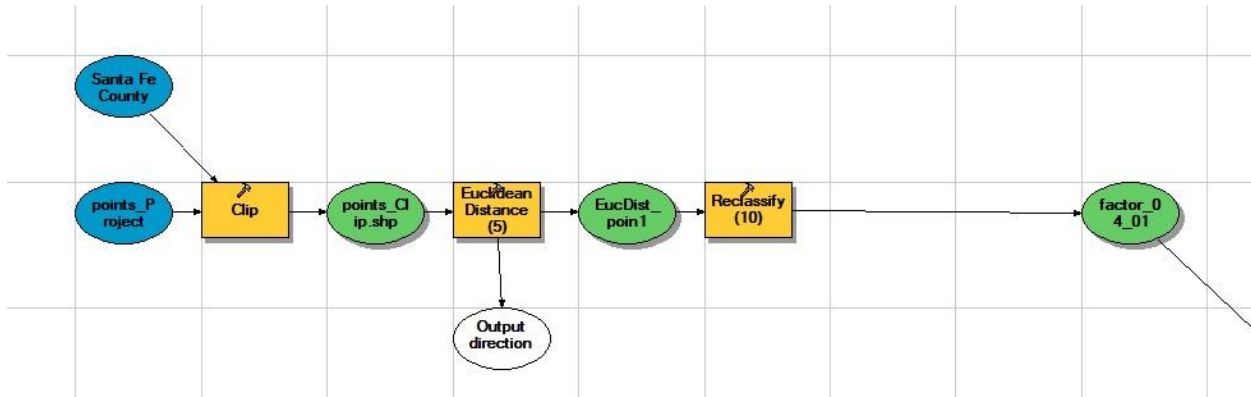 Santa Fe
County
points_P
roject
Clip
points_Cl
ip.shp
Euclidean
Distance
(5)
EucDist_
poin1
Reclassify
(10)
factor_0
4_01
Output
direction